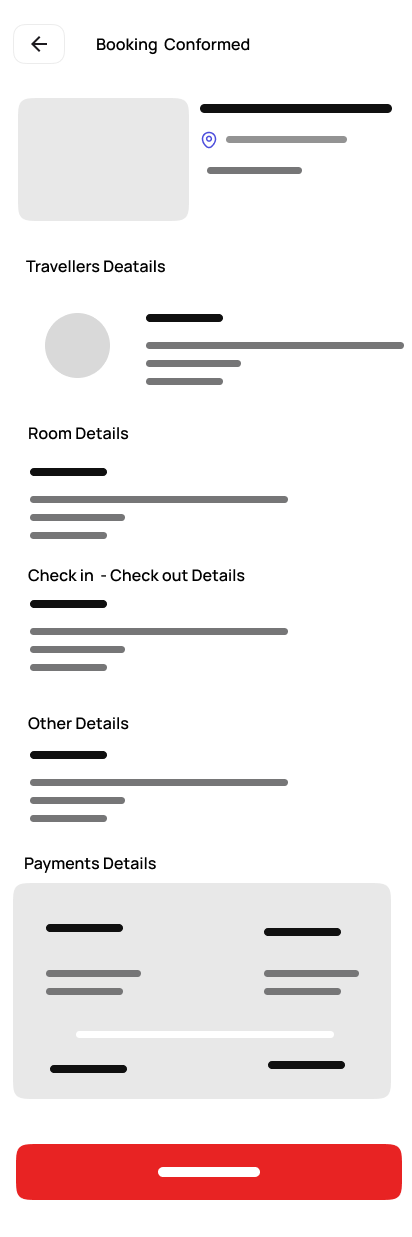 Booking Conformed
Travellers Deatails
Room Details
Check in - Check out Details
Other Details
Payments Details